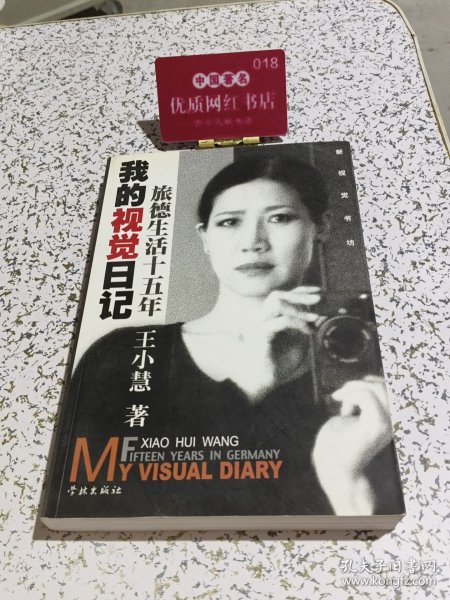 018
中国著名
优质网红书店
新视觉书坊
我的视觉日记
旅德生活十五年
王小慧 著
XIAO HUI WANG
FIFTEEN YEARS IN GERMANY
MY VISUAL DIARY
学林出版社
孔夫子旧书网
www.kongfz.com